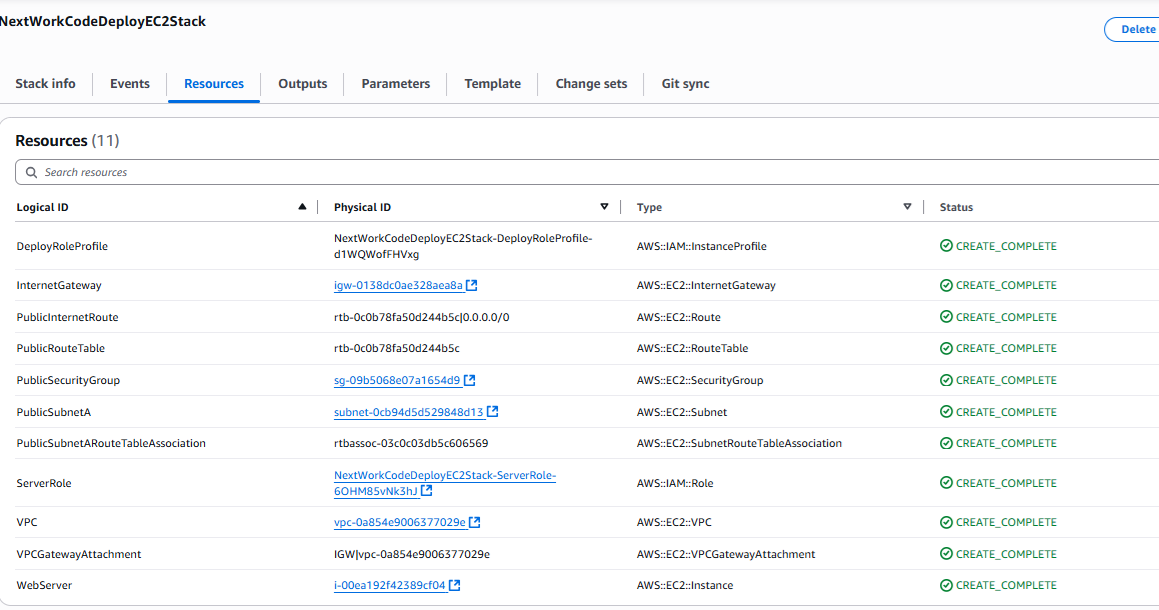 NextWorkCodeDeployEC2Stack
Delete
Stack info Events Resources Outputs Parameters Template Change sets Git sync
Resources (11)
Search resources
Logical ID Physical ID Type Status
DeployRoleProfile NextWorkCodeDeployEC2Stack-DeployRoleProfile-d1WQWofFHVxg AWS::IAM::InstanceProfile CREATE_COMPLETE
InternetGateway igw-0138dc0ae328aea8a AWS::EC2::InternetGateway CREATE_COMPLETE
PublicInternetRoute rtb-0c0b78fa50d244b5c|0.0.0.0/0 AWS::EC2::Route CREATE_COMPLETE
PublicRouteTable rtb-0c0b78fa50d244b5c AWS::EC2::RouteTable CREATE_COMPLETE
PublicSecurityGroup sg-09b5068e07a1654d9 AWS::EC2::SecurityGroup CREATE_COMPLETE
PublicSubnetA subnet-0cb94d5d529848d13 AWS::EC2::Subnet CREATE_COMPLETE
PublicSubnetARouteTableAssociation rtbassoc-03c0c03db5c606569 AWS::EC2::SubnetRouteTableAssociation CREATE_COMPLETE
ServerRole NextWorkCodeDeployEC2Stack-ServerRole-6OHM85vNk3hJ AWS::IAM::Role CREATE_COMPLETE
VPC vpc-0a854e9006377029e AWS::EC2::VPC CREATE_COMPLETE
VPCGatewayAttachment IGW|vpc-0a854e9006377029e AWS::EC2::VPCGatewayAttachment CREATE_COMPLETE
WebServer i-00ea192f42389cf04 AWS::EC2::Instance CREATE_COMPLETE